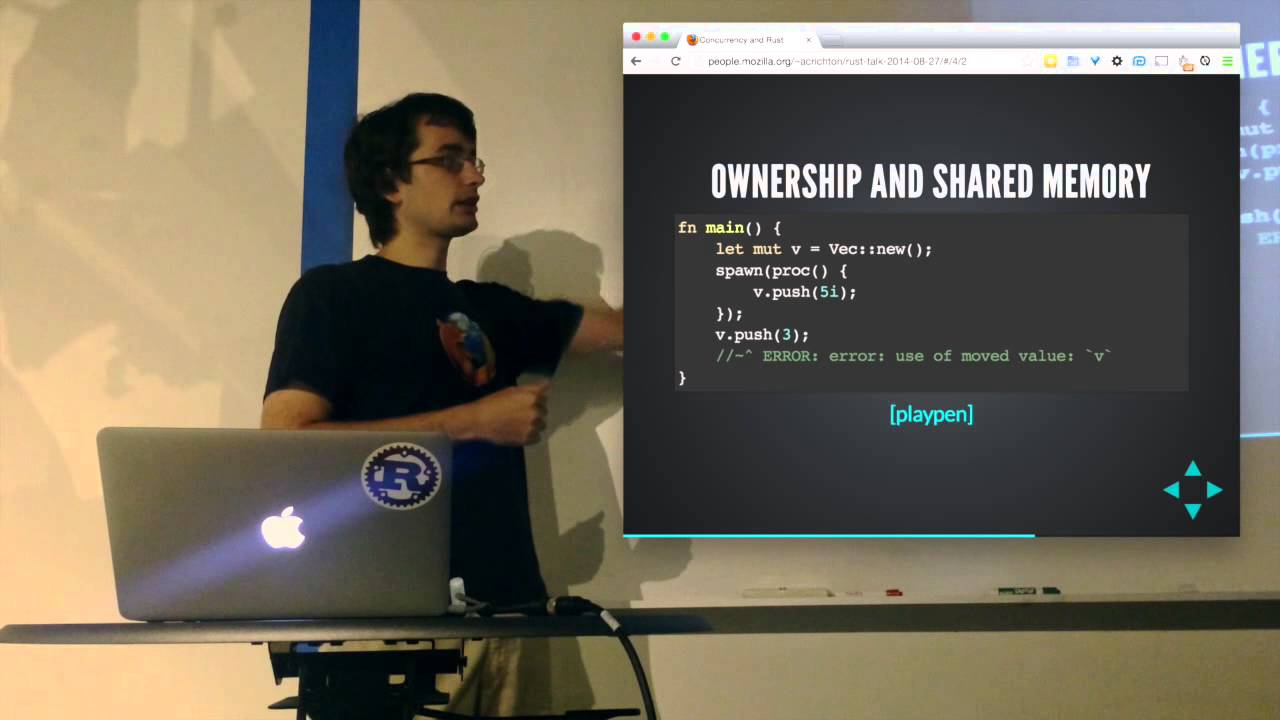 Concurrency and Rust
people.mozilla.org/~acrichton/rust-talk-2014-08-27/#/4/2
OWNERSHIP AND SHARED MEMORY
fn main() {
    let mut v = Vec::new();
    spawn(proc() {
        v.push(5i);
    });
    v.push(3);
    //~^ ERROR: error: use of moved value: `v`
}
[playpen]
R